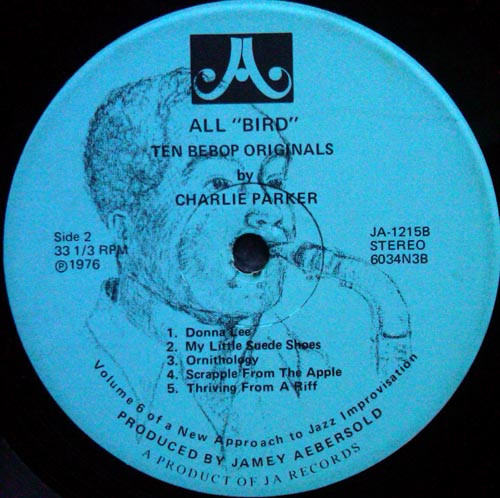 ALL "BIRD"
TEN BEBOP ORIGINALS
by
CHARLIE PARKER
Side 2
33 1/3 RPM
℗ 1976
JA-1215B
STEREO
6034N3B
1. Donna Lee
2. My Little Suede Shoes
3. Ornithology
4. Scrapple From The Apple
5. Thriving From A Riff
Volume 6 of a New Approach to Jazz Improvisation
PRODUCED BY JAMEY AEBERSOLD
A PRODUCT OF JA RECORDS